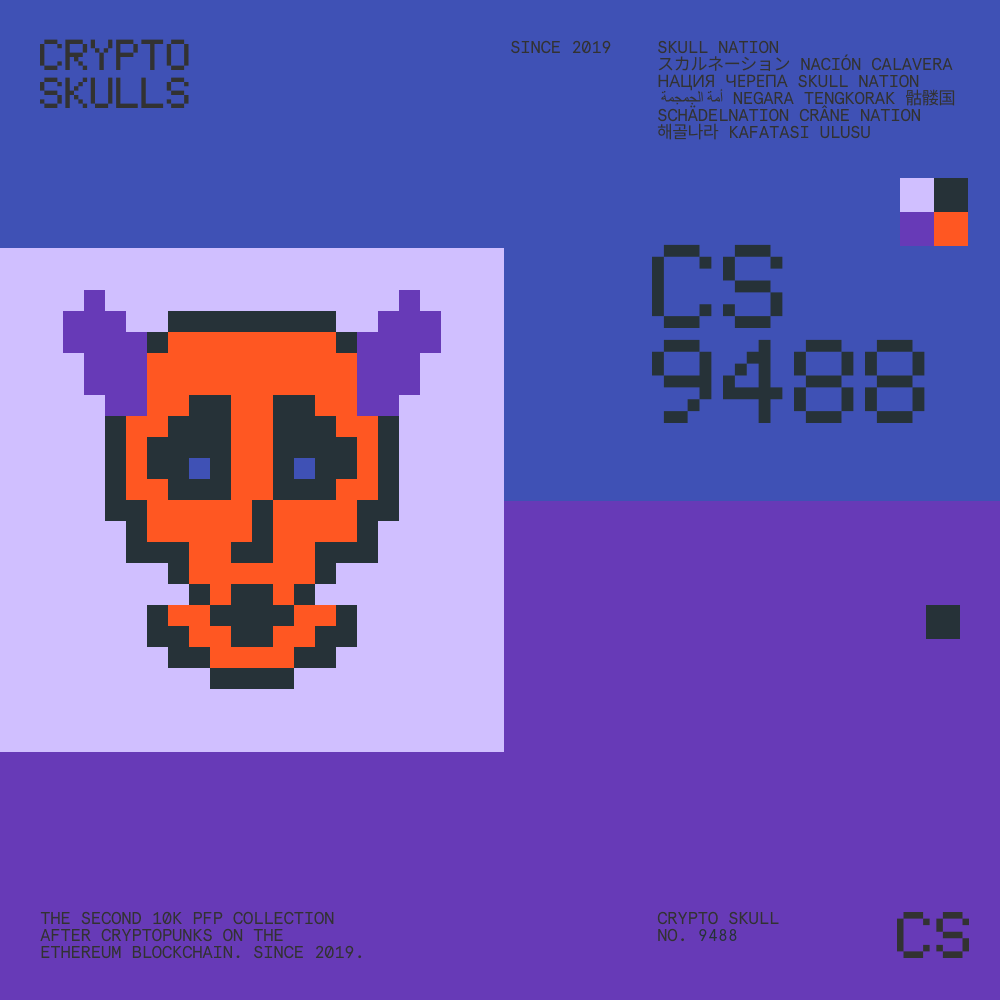 CRYPTO
SKULLS
SINCE 2019
SKULL NATION
スカルネーション NACIÓN CALAVERA
НАЦИЯ ЧЕРЕПА SKULL NATION
أمة الجمجمة NEGARA TENGKORAK 骷髅国
SCHÄDELNATION CRÂNE NATION
해골나라 KAFATASI ULUSU
CS
9488
THE SECOND 10K PFP COLLECTION
AFTER CRYPTOPUNKS ON THE
ETHEREUM BLOCKCHAIN. SINCE 2019.
CRYPTO SKULL
NO. 9488
CS